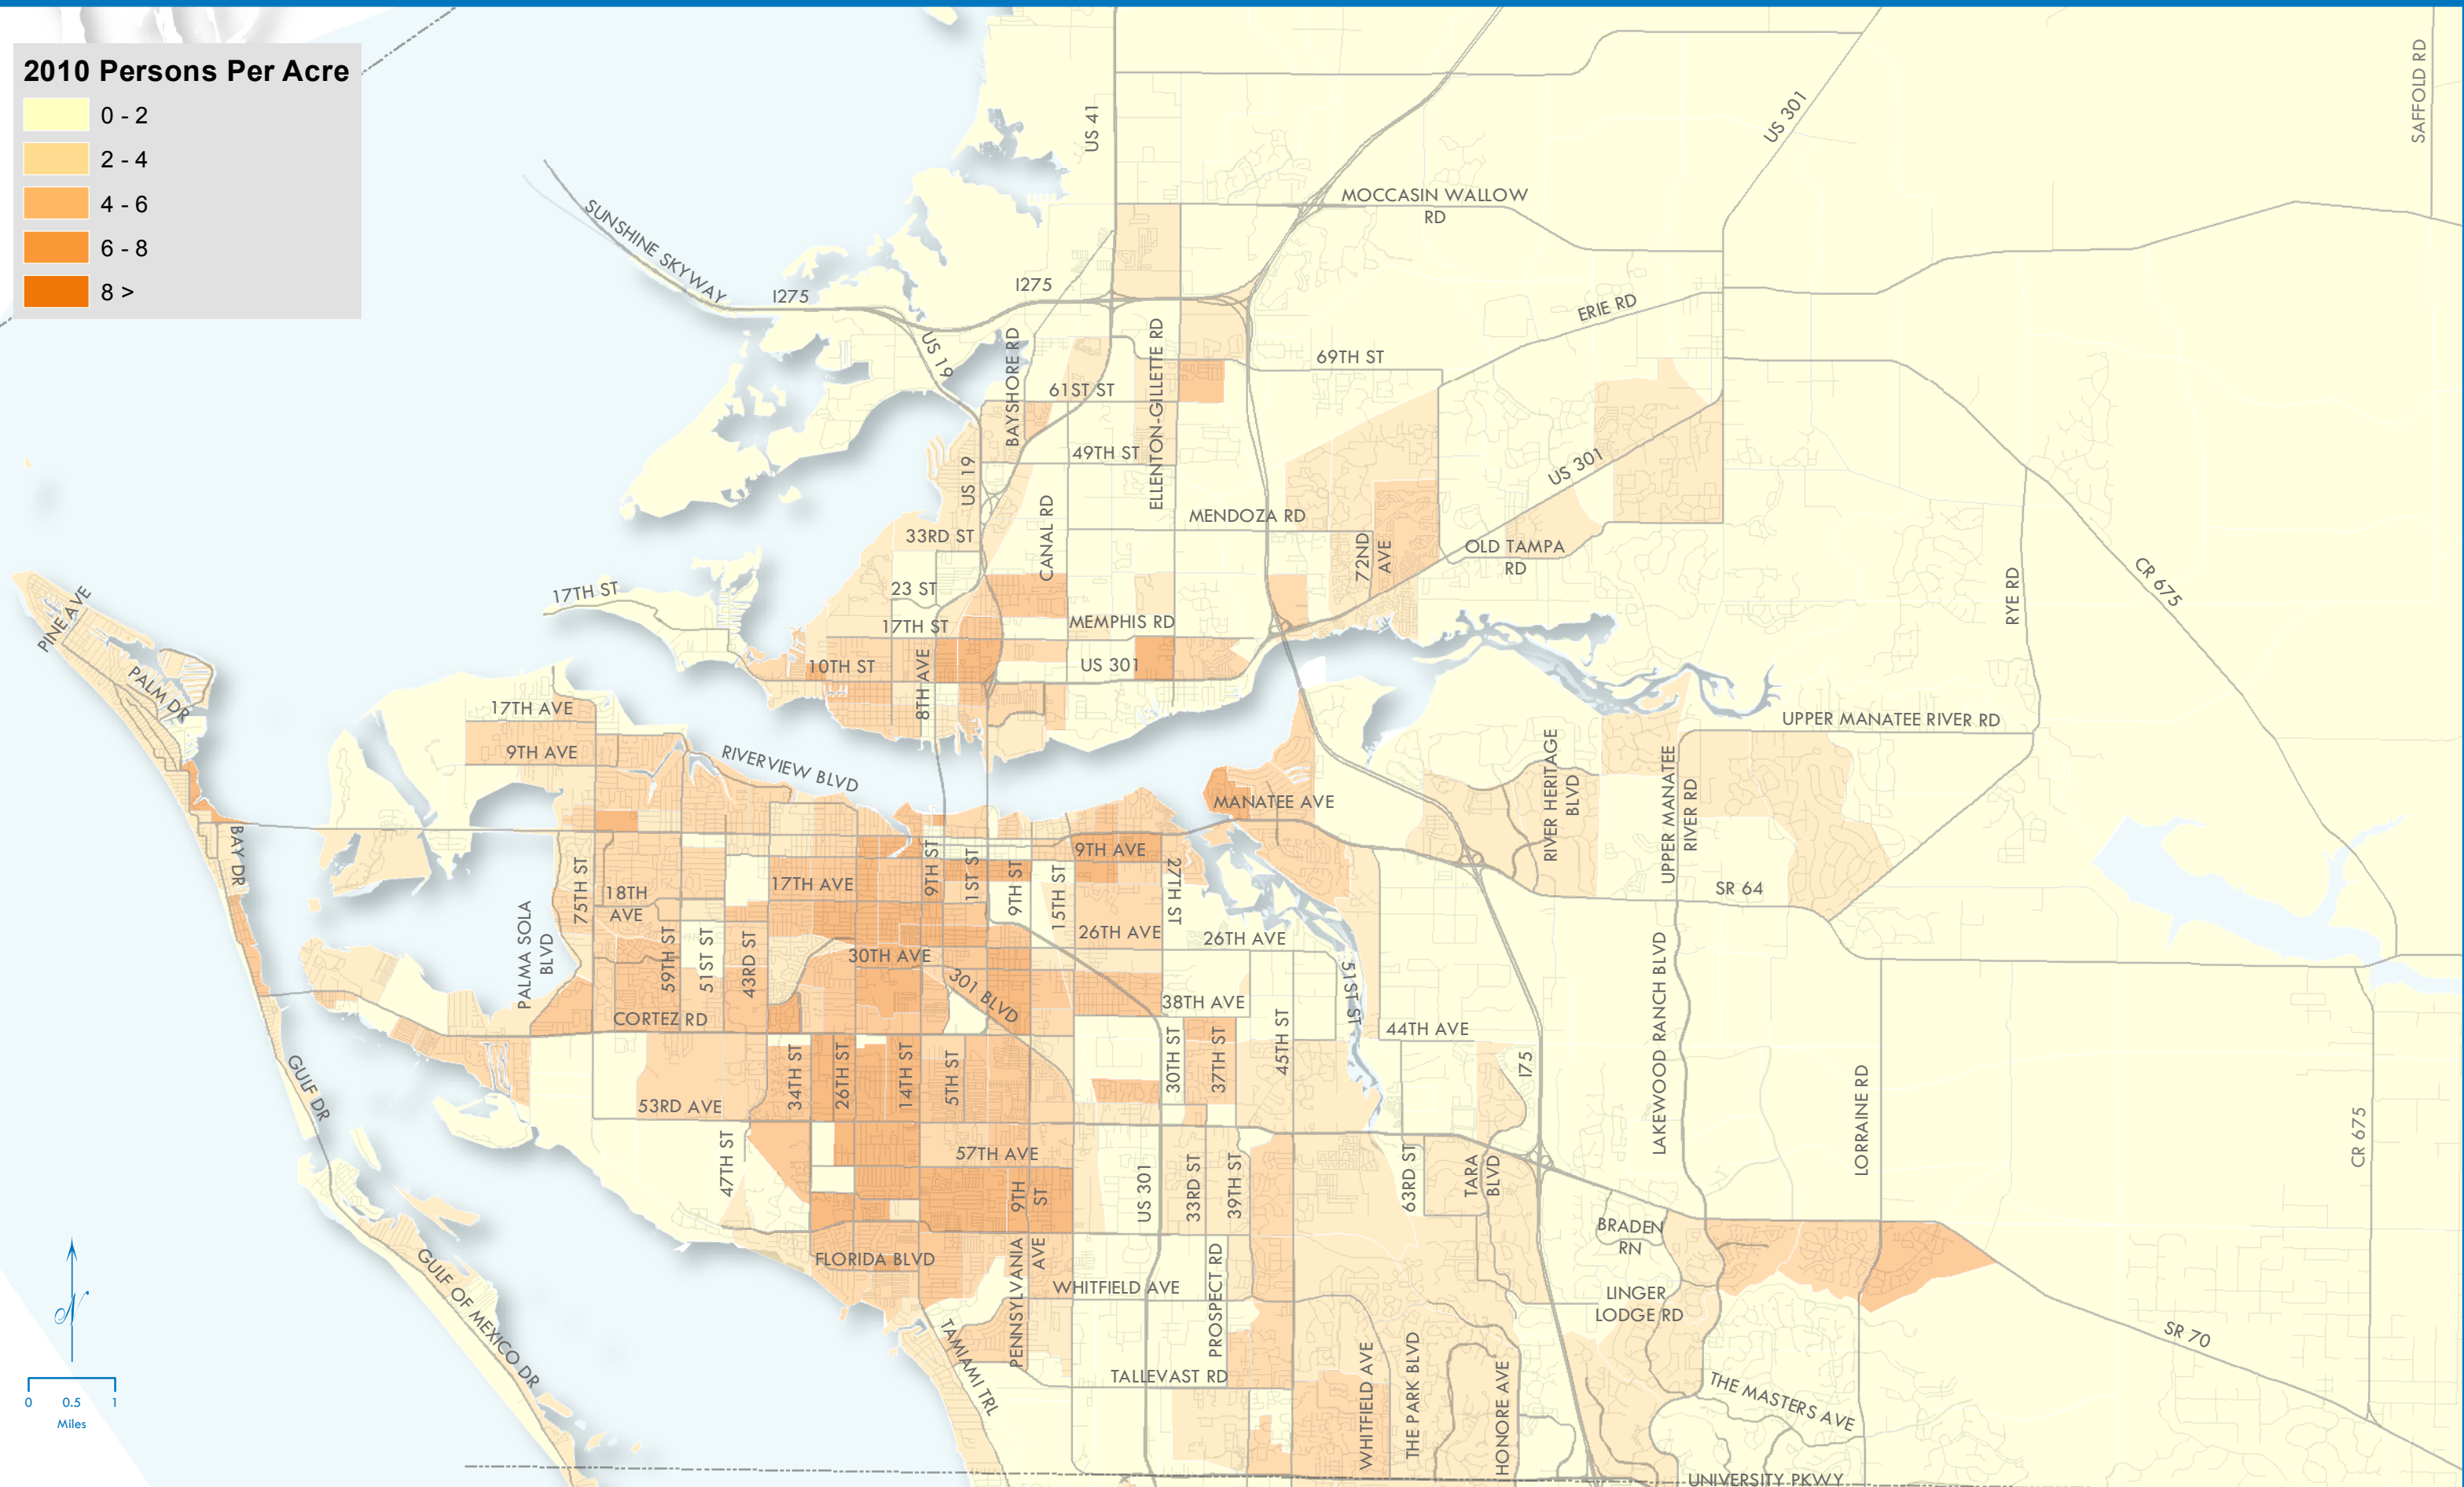 2010 Persons Per Acre
0 - 2
2 - 4
4 - 6
6 - 8
8 >
SAFFOLD RD
US 41
US 301
MOCCASIN WALLOW
RD
SUNSHINE SKYWAY
I275
I275
ERIE RD
US 19
BAYSHORE RD
ELLENTON-GILLETTE RD
69TH ST
61ST ST
49TH ST
US 301
US 19
CANAL RD
MENDOZA RD
33RD ST
72ND
AVE
OLD TAMPA
RD
CR 675
RYE RD
17TH ST
23 ST
PINE AVE
17TH ST
MEMPHIS RD
10TH ST
US 301
8TH AVE
PALM DR
17TH AVE
UPPER MANATEE RIVER RD
9TH AVE
RIVERVIEW BLVD
RIVER HERITAGE
BLVD
UPPER MANATEE
RIVER RD
MANATEE AVE
BAY DR
75TH ST
9TH AVE
9TH ST
1ST ST
9TH ST
15TH ST
27TH ST
17TH AVE
18TH
AVE
SR 64
PALMA SOLA
BLVD
59TH ST
51ST ST
43RD ST
26TH AVE
26TH AVE
30TH AVE
301 BLVD
51ST ST
LAKEWOOD RANCH BLVD
38TH AVE
CORTEZ RD
44TH AVE
GULF DR
34TH ST
26TH ST
14TH ST
5TH ST
30TH ST
37TH ST
45TH ST
I75
LORRAINE RD
CR 675
53RD AVE
47TH ST
57TH AVE
9TH
ST
US 301
33RD ST
39TH ST
63RD ST
TARA
BLVD
BRADEN
RN
FLORIDA BLVD
PENNSYLVANIA
AVE
PROSPECT RD
WHITFIELD AVE
LINGER
LODGE RD
GULF OF MEXICO DR
TAMIAMI TRL
SR 70
TALLEVAST RD
WHITFIELD AVE
THE PARK BLVD
HONORE AVE
THE MASTERS AVE
UNIVERSITY PKWY
N
0 0.5 1
Miles